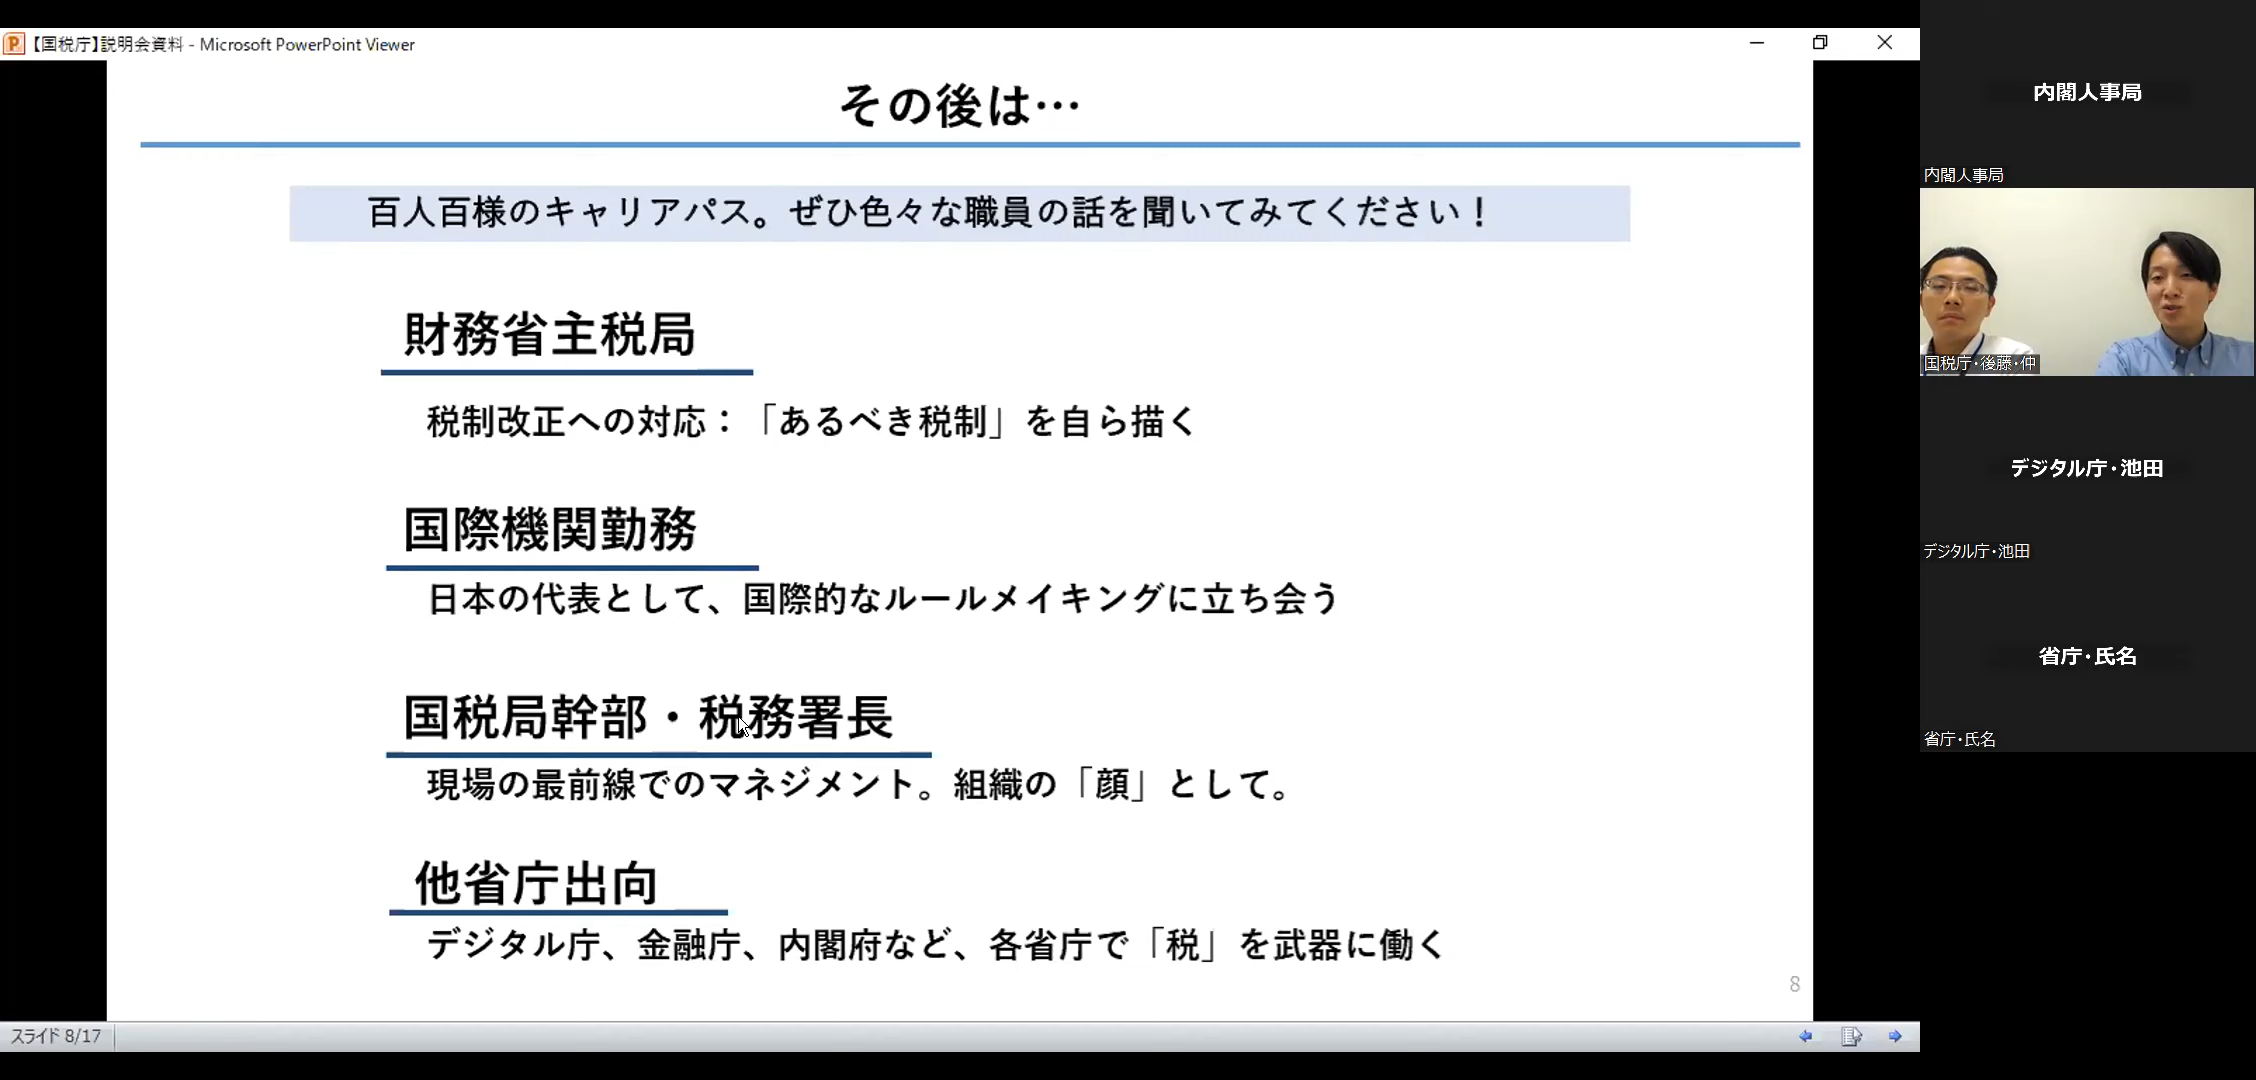 【国税庁】説明会資料 - Microsoft PowerPoint Viewer
その後は…
百人百様のキャリアパス。ぜひ色々な職員の話を聞いてみてください！
財務省主税局
税制改正への対応：「あるべき税制」を自ら描く
国際機関勤務
日本の代表として、国際的なルールメイキングに立ち会う
国税局幹部・税務署長
現場の最前線でのマネジメント。組織の「顔」として。
他省庁出向
デジタル庁、金融庁、内閣府など、各省庁で「税」を武器に働く
8
スライド 8/17
内閣人事局
内閣人事局
国税庁・後藤・仲
デジタル庁・池田
デジタル庁・池田
省庁・氏名
省庁・氏名